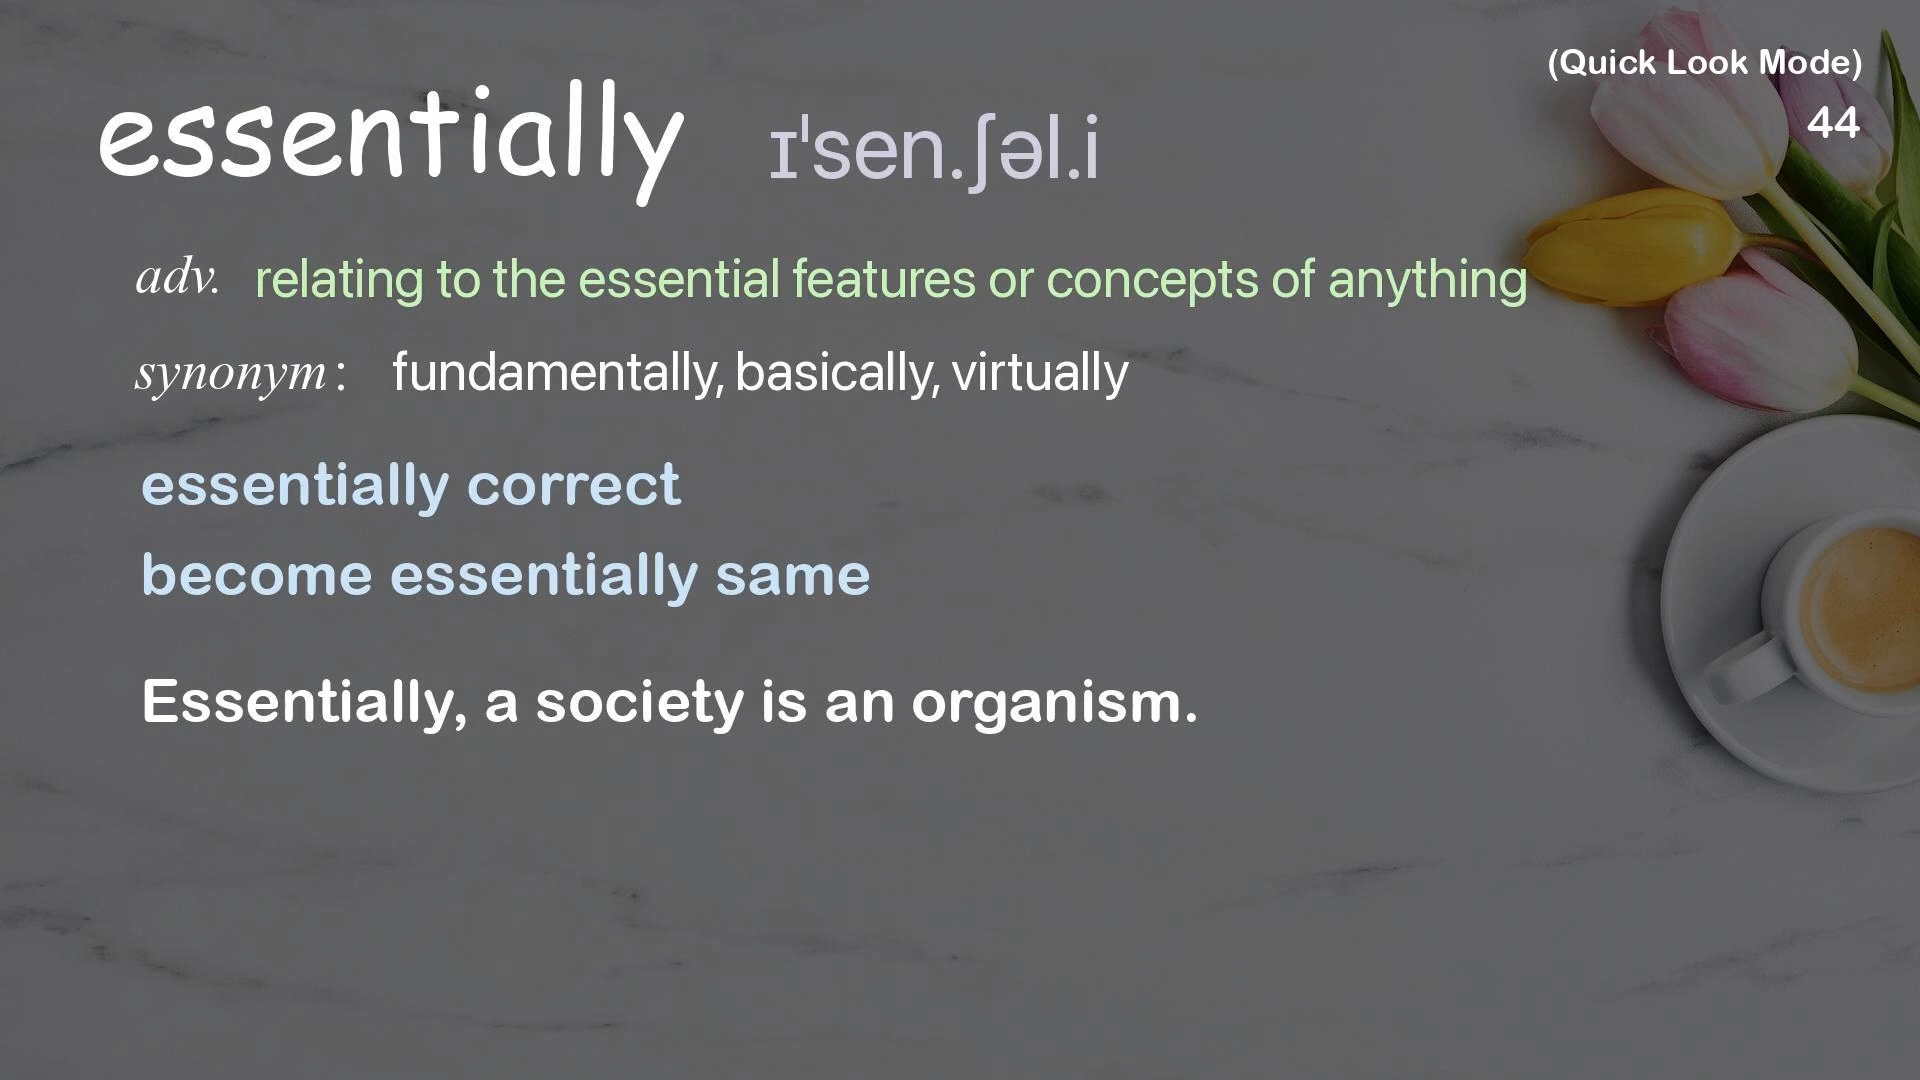 (Quick Look Mode)
44
essentially ɪˈsen.ʃəl.i
adv. relating to the essential features or concepts of anything
synonym : fundamentally, basically, virtually
essentially correct
become essentially same
Essentially, a society is an organism.